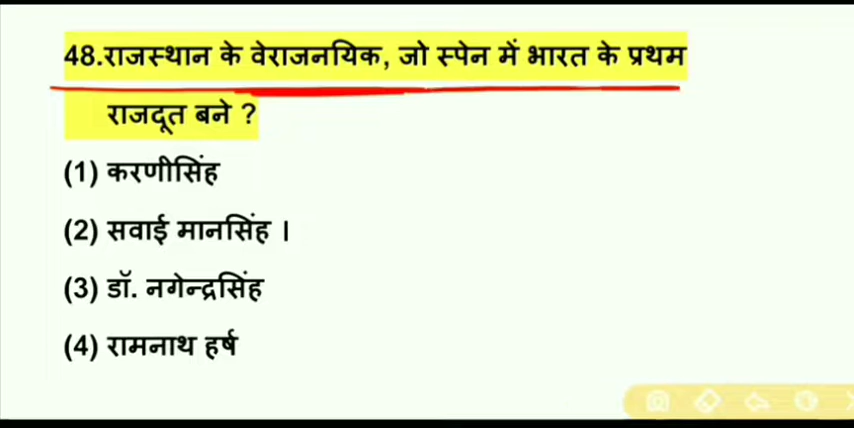 48.राजस्थान के वेराजनयिक, जो स्पेन में भारत के प्रथम
राजदूत बने ?
(1) करणीसिंह
(2) सवाई मानसिंह ।
(3) डॉ. नगेन्द्रसिंह
(4) रामनाथ हर्ष